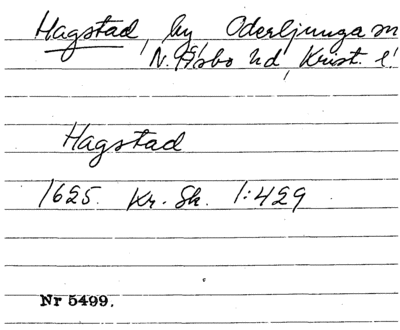 Hagstad, by, Oderljunga sn
N. Åsbo hd, Krist. l.
Hagstad
1625. Kr. Sk. 1:429
Nr 5499.